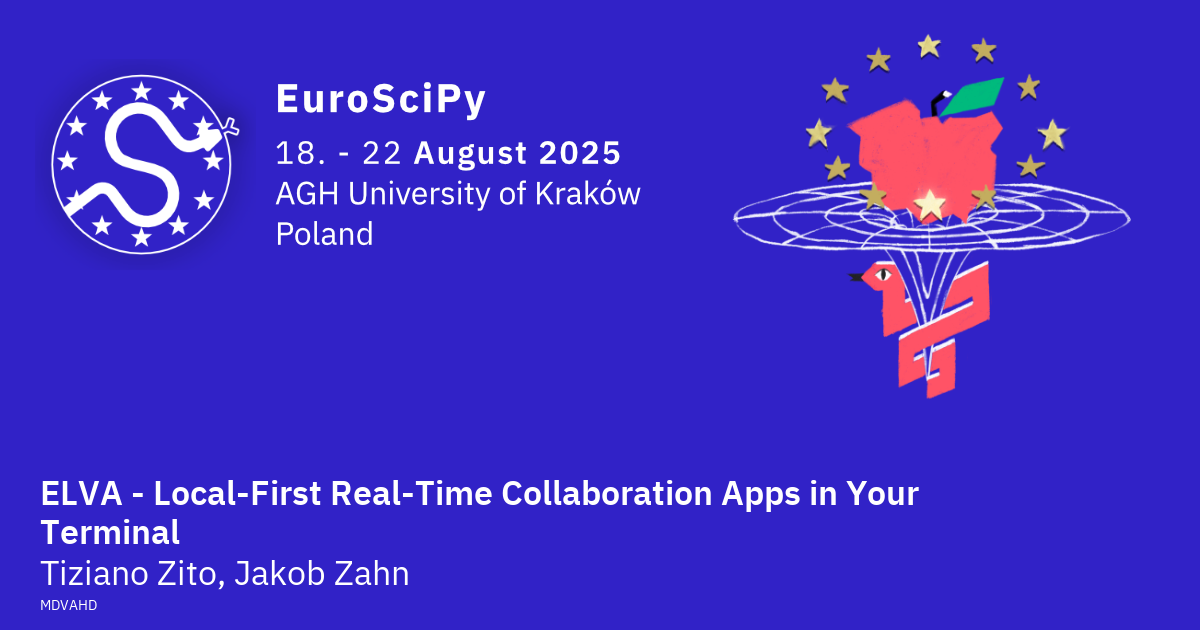 EuroSciPy
18. - 22 August 2025
AGH University of Kraków
Poland
ELVA - Local-First Real-Time Collaboration Apps in Your
Terminal
Tiziano Zito, Jakob Zahn
MDVAHD